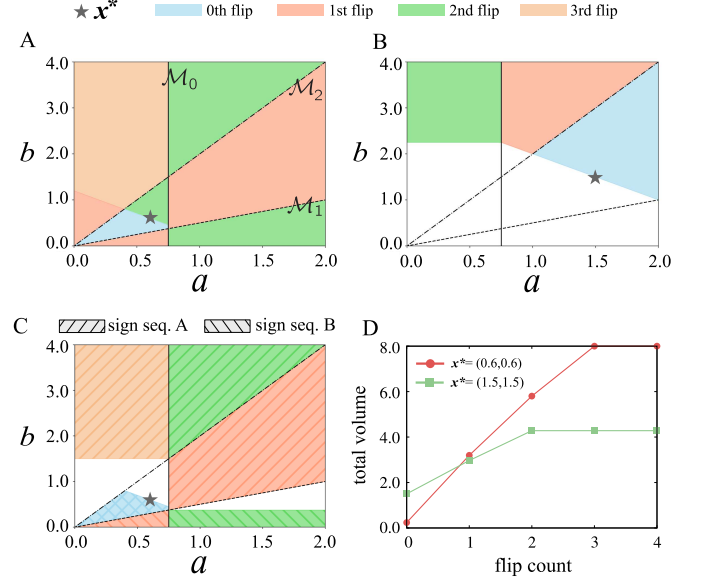 x* 0th flip 1st flip 2nd flip 3rd flip
A
4.0
3.0
2.0
1.0
0.0
b
M0
M2
M1
0.0 0.5 1.0 1.5 2.0
a
B
4.0
3.0
2.0
1.0
0.0
b
0.0 0.5 1.0 1.5 2.0
a
C sign seq. A sign seq. B
4.0
3.0
2.0
1.0
0.0
b
0.0 0.5 1.0 1.5 2.0
a
D
8.0
6.0
4.0
2.0
0.0
total volume
x*= (0.6,0.6)
x*= (1.5,1.5)
0 1 2 3 4
flip count